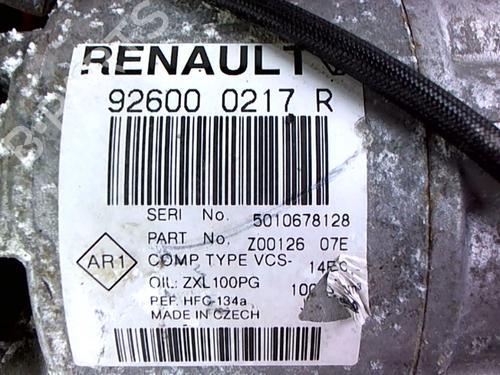 RENAULT
92600 0217 R
SERI No. 5010678128
PART No. Z00126 07E
COMP. TYPE VCS-
AR1
OIL: ZXL100PG
REF. HFC-134a
MADE IN CZECH